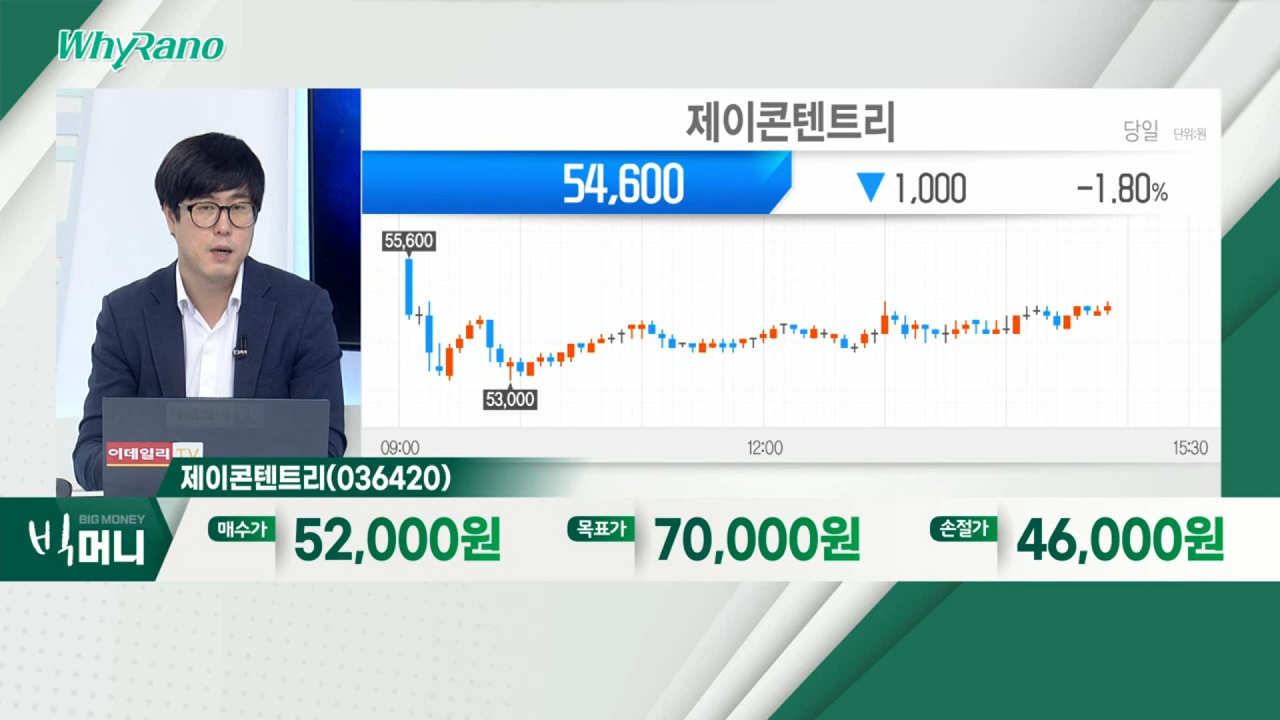 WhyRano
제이콘텐트리
당일 단위:원
54,600 ▼ 1,000 -1.80%
55,600
53,000
09:00 12:00 15:30
이데일리 TV
제이콘텐트리(036420)
빅머니 BIG MONEY
매수가 52,000원 목표가 70,000원 손절가 46,000원